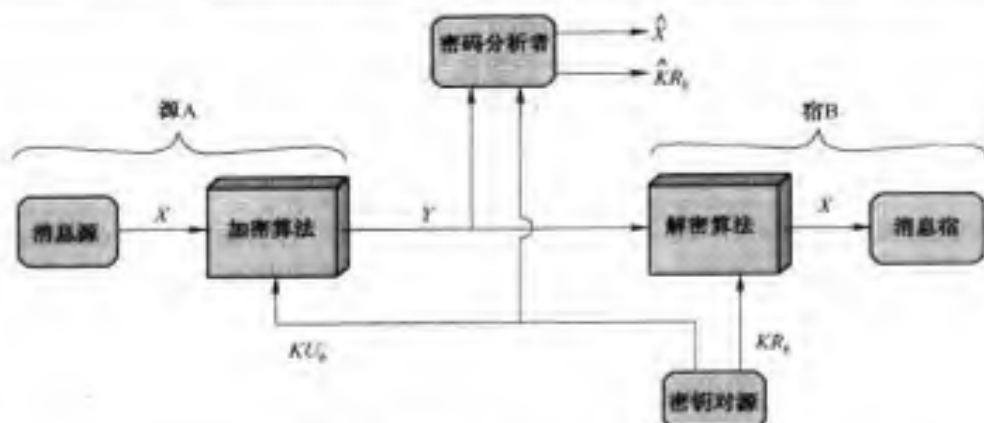 密码分析者
X̂
K̂R_b
源A
宿B
消息源
X
加密算法
Y
解密算法
X
消息宿
KU_b
KR_b
密钥对源